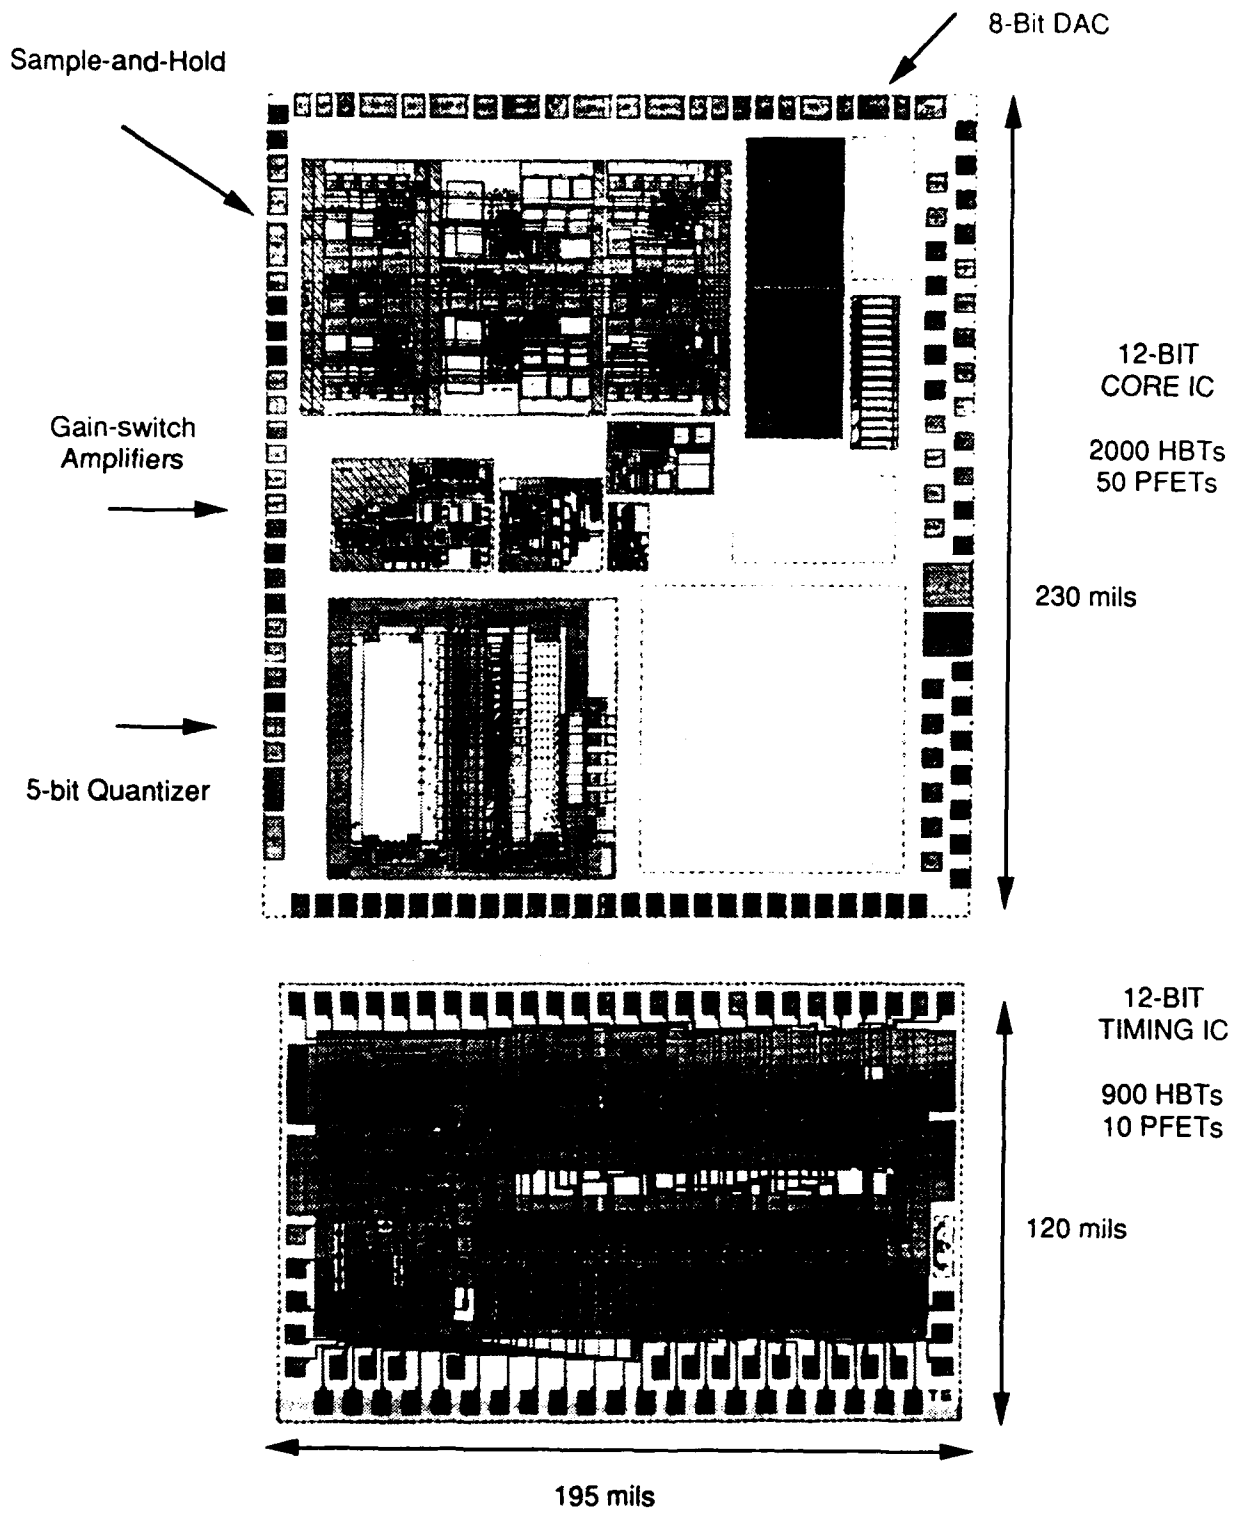 8-Bit DAC
Sample-and-Hold
12-BIT
CORE IC
Gain-switch
Amplifiers
2000 HBTs
50 PFETs
230 mils
5-bit Quantizer
12-BIT
TIMING IC
900 HBTs
10 PFETs
120 mils
195 mils